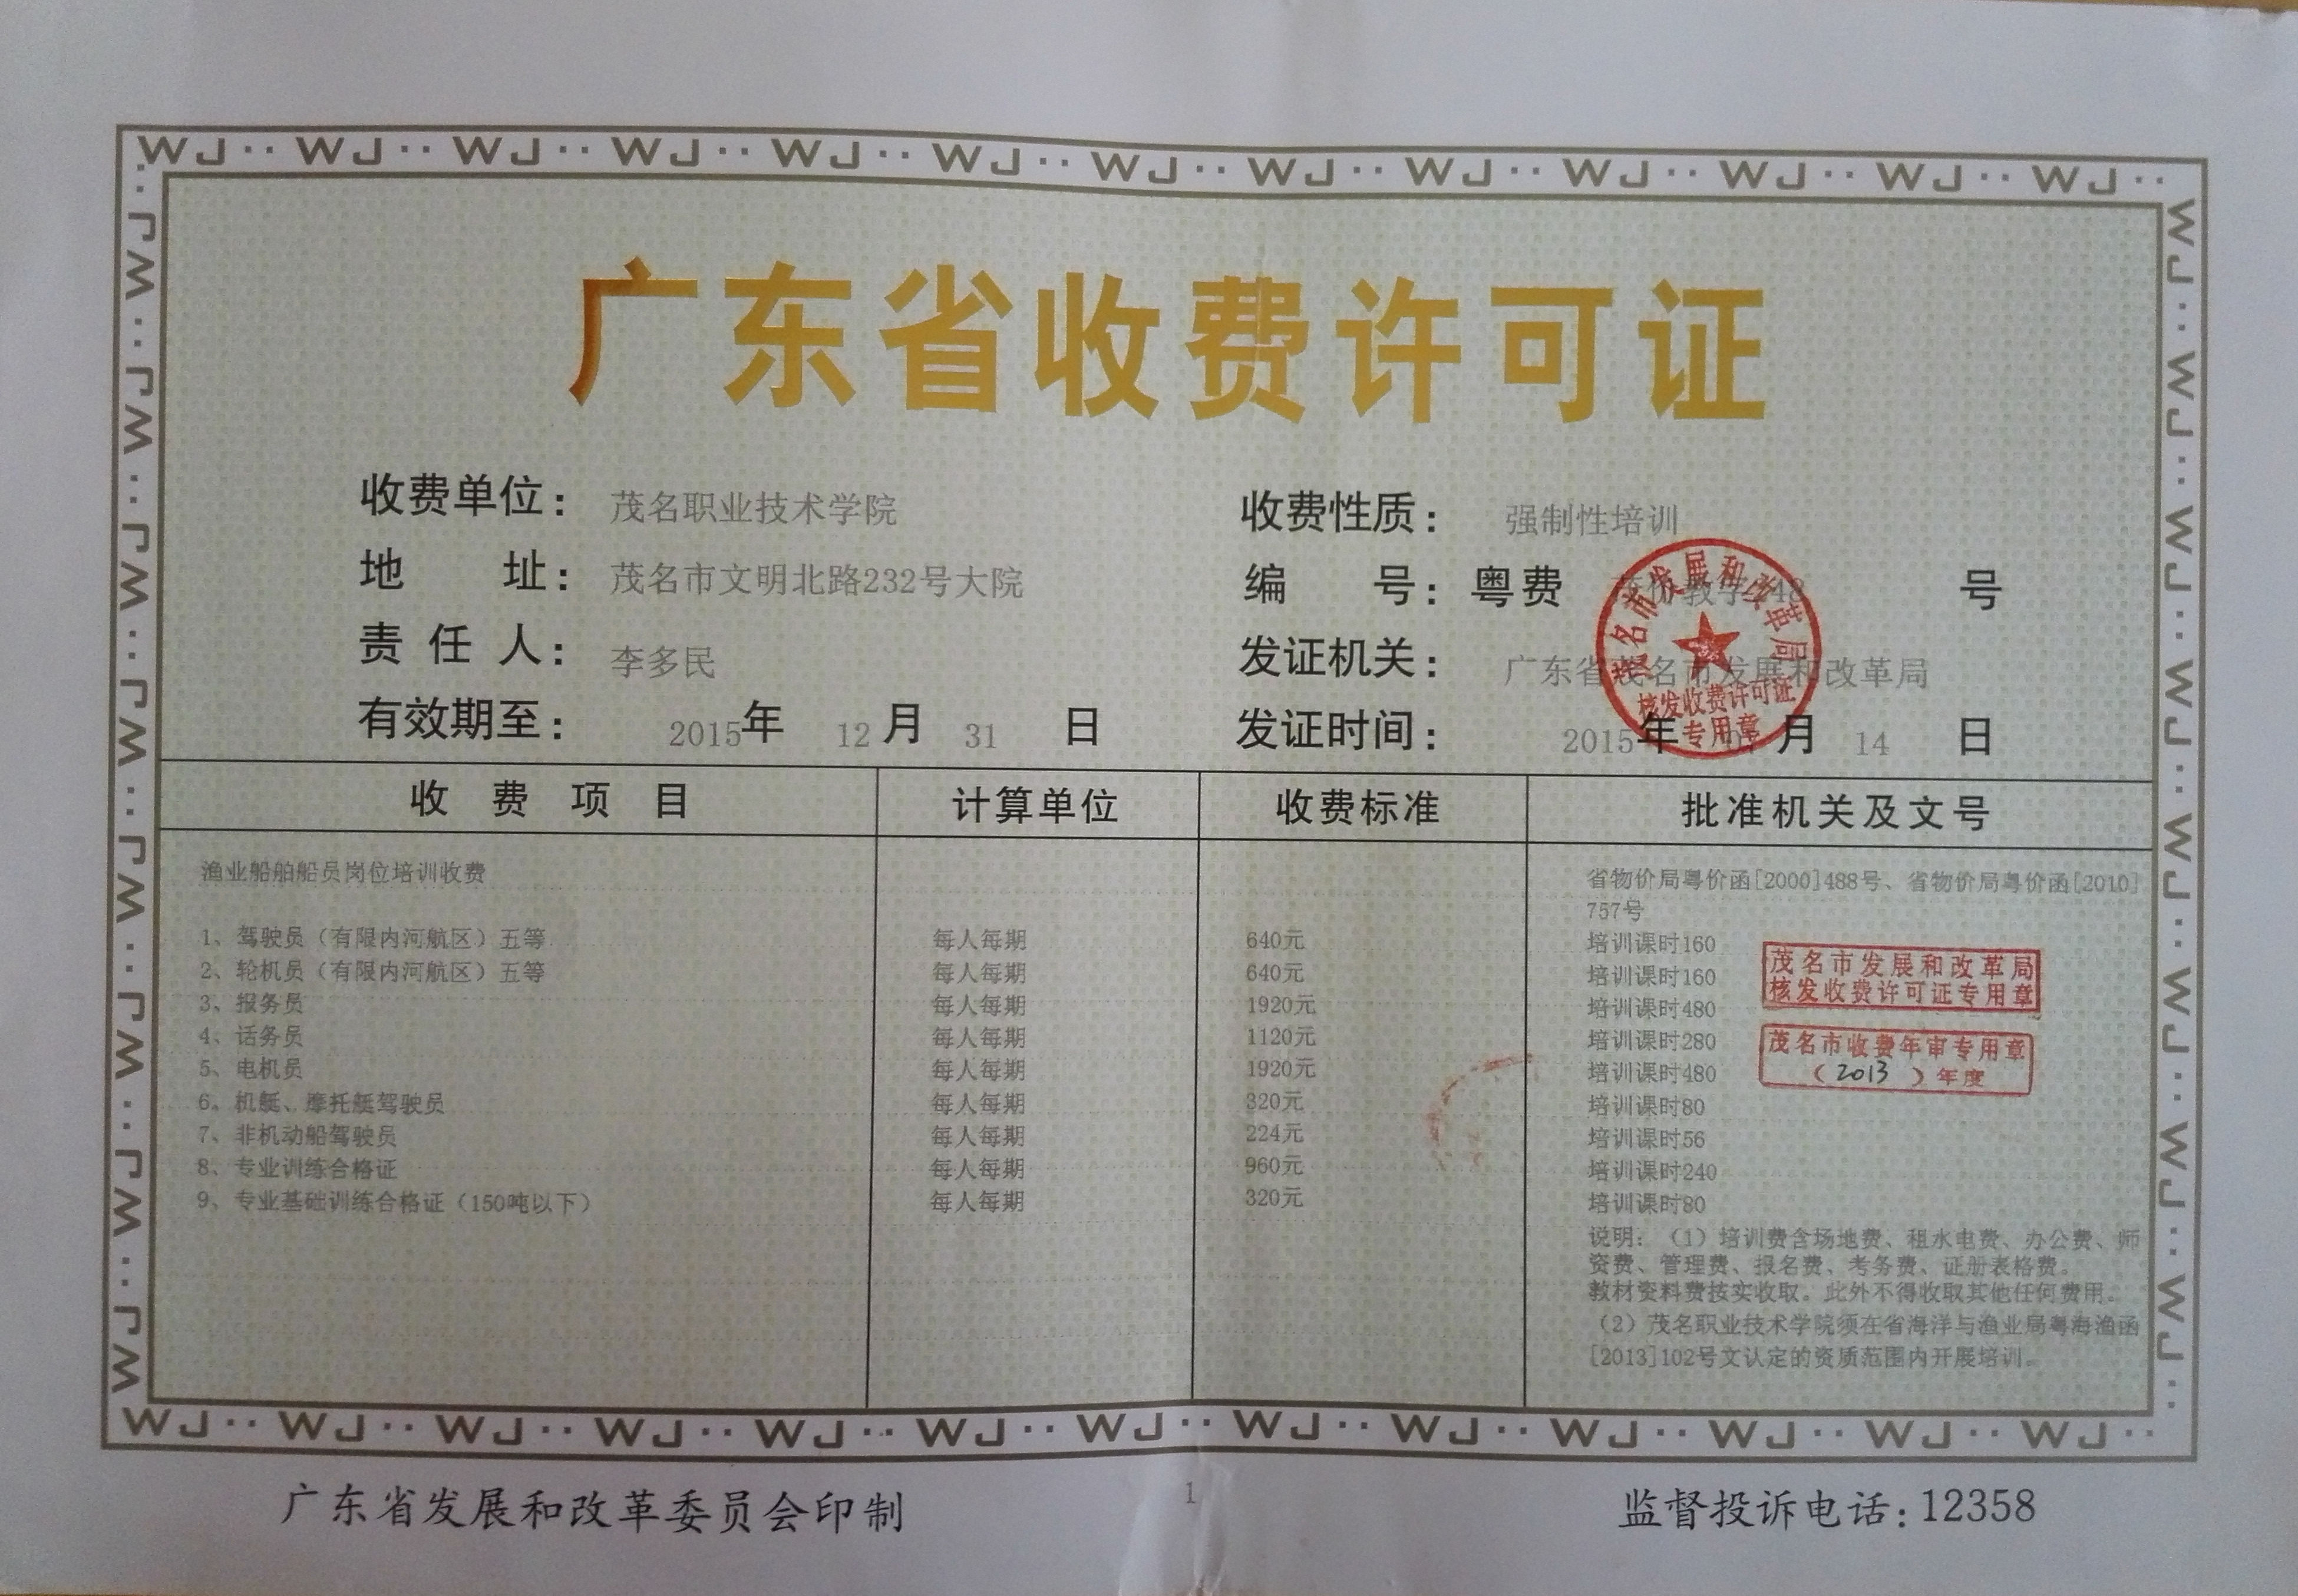 广东省收费许可证
收费单位：茂名职业技术学院 收费性质：强制性培训
地 址：茂名市文明北路232号大院 编 号：粤费 号
责任人：李多民 发证机关：广东省茂名市发展和改革局
有效期至：2015年 12月 31日 发证时间：2015年 月 14日
茂名市发展和改革局
核发收费许可证
专用章
收费项目 计算单位 收费标准 批准机关及文号
渔业船舶船员岗位培训收费 省物价局粤价函[2000]488号、省物价局粤价函[2010]
757号
1、驾驶员（有限内河航区）五等 每人每期 640元 培训课时160
2、轮机员（有限内河航区）五等 每人每期 640元 培训课时160
3、报务员 每人每期 1920元 培训课时480
4、话务员 每人每期 1120元 培训课时280
5、电机员 每人每期 1920元 培训课时480
6、机艇、摩托艇驾驶员 每人每期 320元 培训课时80
7、非机动船驾驶员 每人每期 224元 培训课时56
8、专业训练合格证 每人每期 960元 培训课时240
9、专业基础训练合格证（150吨以下） 每人每期 320元 培训课时80
茂名市发展和改革局
核发收费许可证专用章
茂名市收费年审专用章
（2013）年度
说明：（1）培训费含场地费、租水电费、办公费、师
资费、管理费、报名费、考务费、证册表格费。
教材资料费按实收取。此外不得收取其他任何费用。
（2）茂名职业技术学院须在省海洋与渔业局粤海渔函
[2013]102号文认定的资质范围内开展培训。
广东省发展和改革委员会印制 1 监督投诉电话：12358